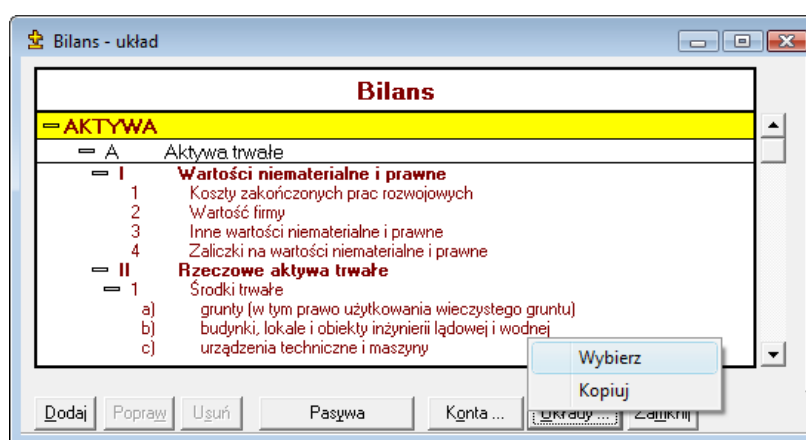 Bilans - układ
Bilans
AKTYWA
A Aktywa trwałe
I Wartości niematerialne i prawne
1 Koszty zakończonych prac rozwojowych
2 Wartość firmy
3 Inne wartości niematerialne i prawne
4 Zaliczki na wartości niematerialne i prawne
II Rzeczowe aktywa trwałe
1 Środki trwałe
a) grunty (w tym prawo użytkowania wieczystego gruntu)
b) budynki, lokale i obiekty inżynierii lądowej i wodnej
c) urządzenia techniczne i maszyny
Wybierz
Kopiuj
Dodaj Popraw Usuń Pasywa Konta ... Układy ... Zamknij